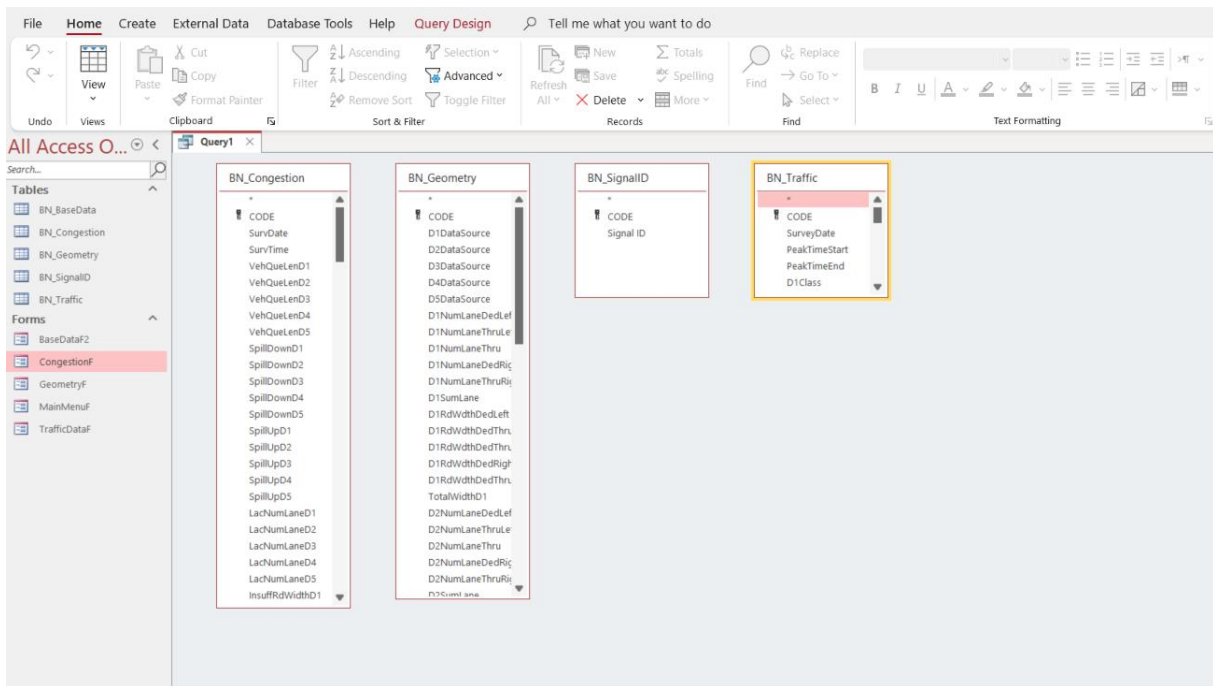 File Home Create External Data Database Tools Help Query Design Tell me what you want to do
View
Paste
Cut
Copy
Format Painter
Filter
Ascending
Descending
Remove Sort
Selection
Advanced
Toggle Filter
Refresh All
New
Save
Delete
Totals
Spelling
More
Find
Replace
Go To
Select
B I U A
Undo Views Clipboard Sort & Filter Records Find Text Formatting
All Access O...
Search...
Tables
BN_BaseData
BN_Congestion
BN_Geometry
BN_SignalID
BN_Traffic
Forms
BaseDataF2
CongestionF
GeometryF
MainMenuF
TrafficDataF
Query1
BN_Congestion
*
CODE
SurvDate
SurvTime
VehQueLenD1
VehQueLenD2
VehQueLenD3
VehQueLenD4
VehQueLenD5
SpillDownD1
SpillDownD2
SpillDownD3
SpillDownD4
SpillDownD5
SpillUpD1
SpillUpD2
SpillUpD3
SpillUpD4
SpillUpD5
LacNumLaneD1
LacNumLaneD2
LacNumLaneD3
LacNumLaneD4
LacNumLaneD5
InsuffRdWidthD1
BN_Geometry
*
CODE
D1DataSource
D2DataSource
D3DataSource
D4DataSource
D5DataSource
D1NumLaneDedLef
D1NumLaneThruLe
D1NumLaneThru
D1NumLaneDedRig
D1NumLaneThruRig
D1SumLane
D1RdWdthDedLeft
D1RdWdthDedThru
D1RdWdthDedThru
D1RdWdthDedRigh
D1RdWdthDedThru
TotalWidthD1
D2NumLaneDedLef
D2NumLaneThruLe
D2NumLaneThru
D2NumLaneDedRig
D2NumLaneThruRig
D2SumLane
BN_SignalID
*
CODE
Signal ID
BN_Traffic
*
CODE
SurveyDate
PeakTimeStart
PeakTimeEnd
D1Class